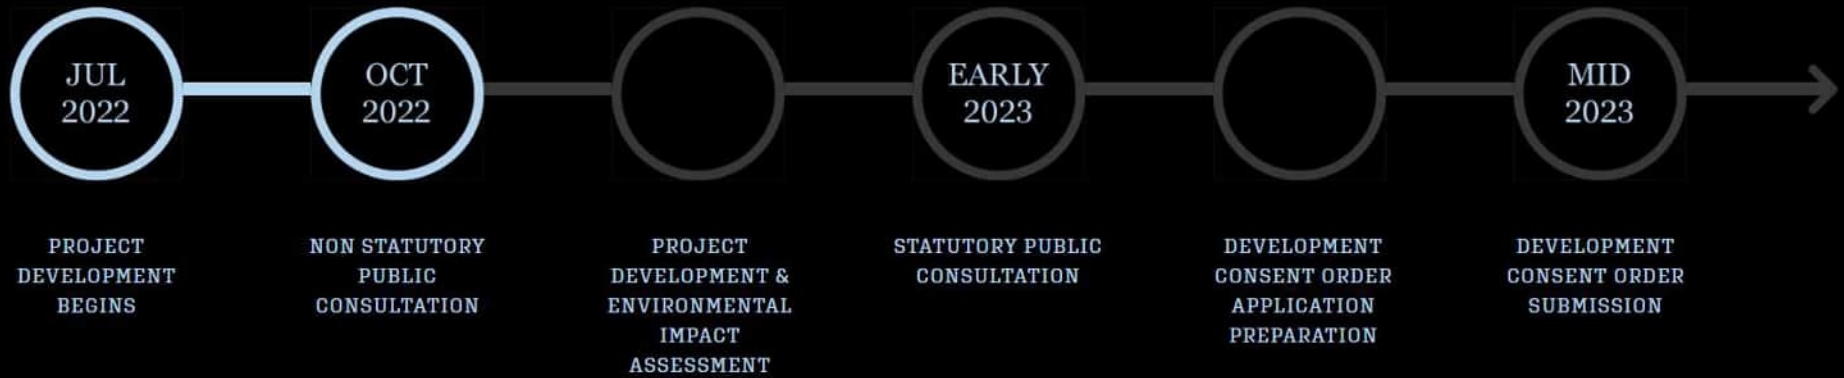 JUL
2022
OCT
2022
EARLY
2023
MID
2023
PROJECT
DEVELOPMENT
BEGINS
NON STATUTORY
PUBLIC
CONSULTATION
PROJECT
DEVELOPMENT &
ENVIRONMENTAL
IMPACT
ASSESSMENT
STATUTORY PUBLIC
CONSULTATION
DEVELOPMENT
CONSENT ORDER
APPLICATION
PREPARATION
DEVELOPMENT
CONSENT ORDER
SUBMISSION